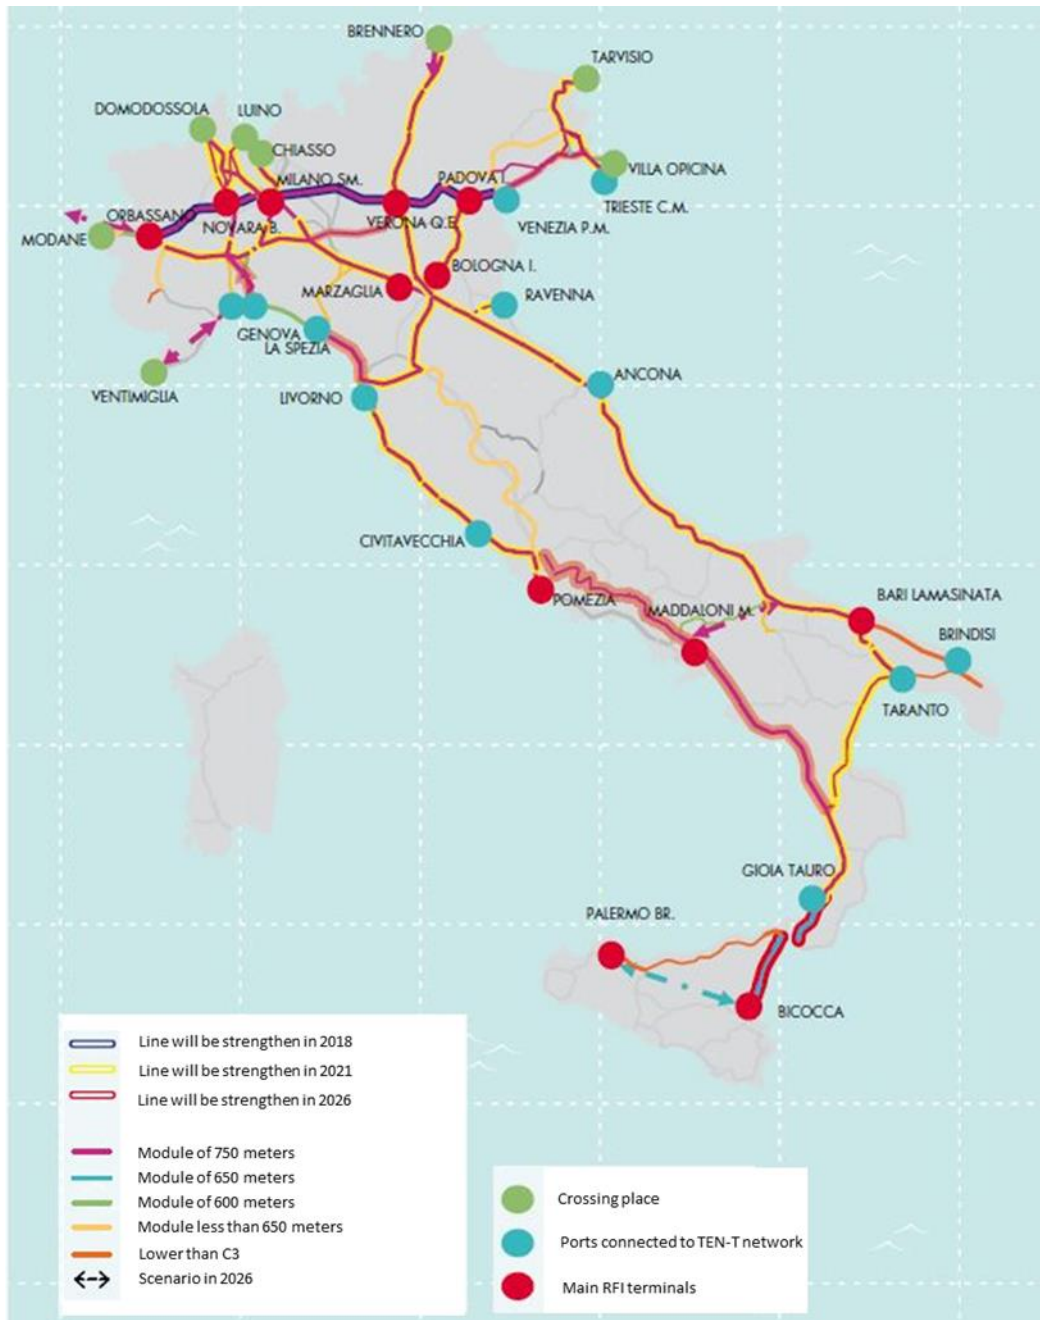 BRENNERO
TARVISIO
DOMODOSSOLA
LUINO
CHIASSO
MILANO SM.
PADOVA I.
VILLA OPICINA
ORBASSANO
NOVARA B.
VERONA Q.E.
TRIESTE C.M.
MODANE
VENEZIA P.M.
BOLOGNA I.
MARZAGLIA
RAVENNA
GENOVA
LA SPEZIA
VENTIMIGLIA
LIVORNO
ANCONA
CIVITAVECCHIA
POMEZIA
MADDALONI M.
BARI LAMASINATA
BRINDISI
TARANTO
GIOIA TAURO
PALERMO BR.
BICOCCA
Line will be strengthen in 2018
Line will be strengthen in 2021
Line will be strengthen in 2026
Module of 750 meters
Module of 650 meters
Module of 600 meters
Module less than 650 meters
Lower than C3
Scenario in 2026
Crossing place
Ports connected to TEN-T network
Main RFI terminals